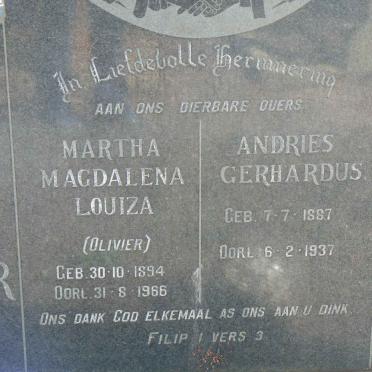 In Liefdevolle Herinnering
AAN ONS DIERBARE OUERS
MARTHA
MAGDALENA
LOUIZA
(OLIVIER)
GEB. 30·10·1894
OORL. 31·8·1966
ANDRIES
GERHARDUS.
GEB. 7·7·1887
OORL. 6·2·1937
ONS DANK GOD ELKEMAAL AS ONS AAN U DINK
FILIP 1 VERS 3
R